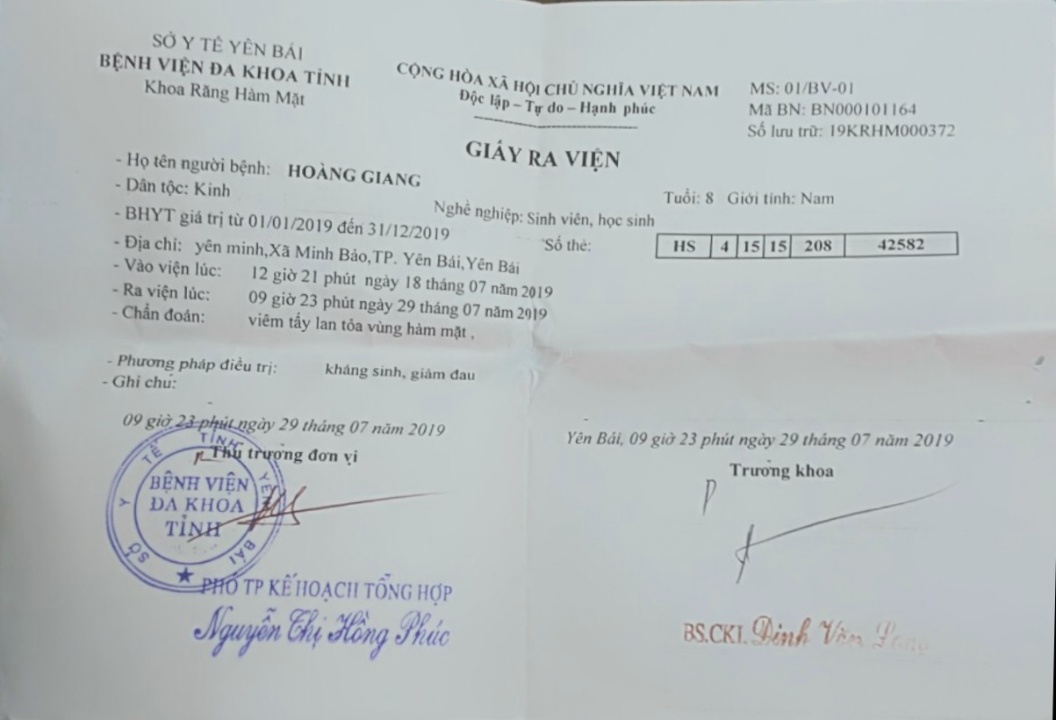 SỞ Y TẾ YÊN BÁI
BỆNH VIỆN ĐA KHOA TỈNH
Khoa Răng Hàm Mặt
CỘNG HÒA XÃ HỘI CHỦ NGHĨA VIỆT NAM
Độc lập – Tự do – Hạnh phúc
MS: 01/BV-01
Mã BN: BN000101164
Số lưu trữ: 19KRHM000372
GIẤY RA VIỆN
- Họ tên người bệnh: HOÀNG GIANG
Tuổi: 8 Giới tính: Nam
- Dân tộc: Kinh
Nghề nghiệp: Sinh viên, học sinh
- BHYT giá trị từ 01/01/2019 đến 31/12/2019
Số thẻ: HS 4 15 15 208 42582
- Địa chỉ: yên minh,Xã Minh Bảo,TP. Yên Bái,Yên Bái
- Vào viện lúc: 12 giờ 21 phút ngày 18 tháng 07 năm 2019
- Ra viện lúc: 09 giờ 23 phút ngày 29 tháng 07 năm 2019
- Chẩn đoán: viêm tấy lan tỏa vùng hàm mặt .
- Phương pháp điều trị: kháng sinh, giảm đau
- Ghi chú:
09 giờ 23 phút ngày 29 tháng 07 năm 2019
Thủ trưởng đơn vị
SỞ Y TẾ TỈNH YÊN BÁI
BỆNH VIỆN
ĐA KHOA
TỈNH
PHÓ TP KẾ HOẠCH TỔNG HỢP
Nguyễn Thị Hồng Phúc
Yên Bái, 09 giờ 23 phút ngày 29 tháng 07 năm 2019
Trưởng khoa
BS.CKI. Đinh Văn